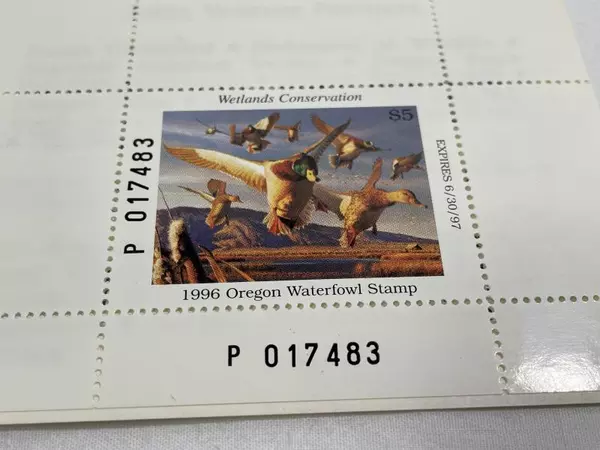 Wetlands Conservation
$5
P 017483
EXPIRES 6/30/97
1996 Oregon Waterfowl Stamp
P 017483